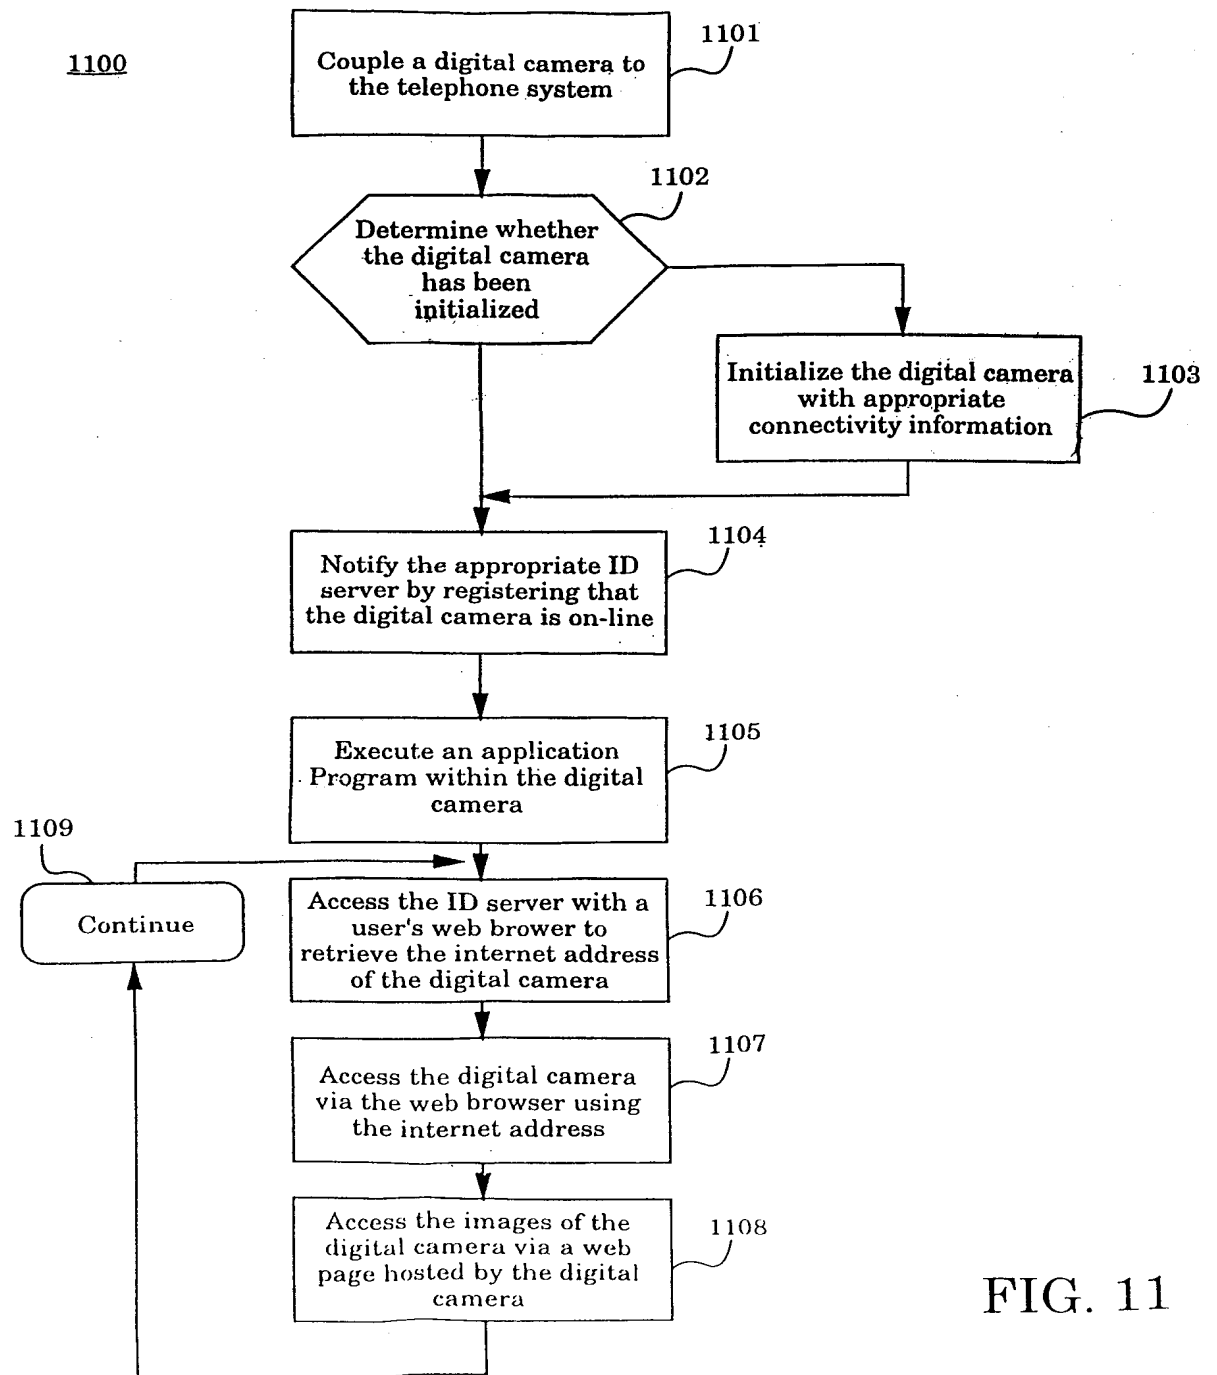 1100
Couple a digital camera to
the telephone system
1101
Determine whether
the digital camera
has been
initialized
1102
Initialize the digital camera
with appropriate
connectivity information
1103
Notify the appropriate ID
server by registering that
the digital camera is on-line
1104
Execute an application
Program within the digital
camera
1105
1109
Continue
Access the ID server with a
user's web brower to
retrieve the internet address
of the digital camera
1106
Access the digital camera
via the web browser using
the internet address
1107
Access the images of the
digital camera via a web
page hosted by the digital
camera
1108
FIG. 11